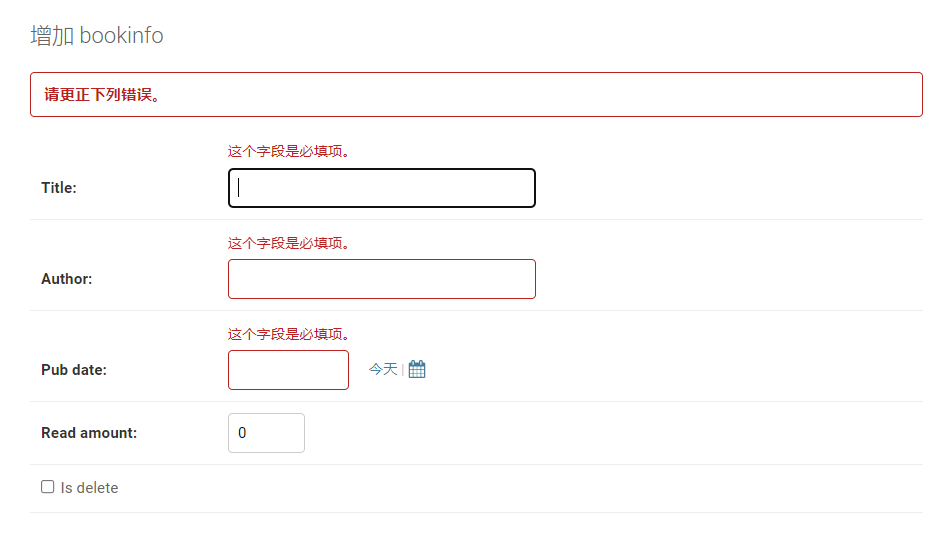 增加 bookinfo
请更正下列错误。
这个字段是必填项。
Title:
这个字段是必填项。
Author:
这个字段是必填项。
Pub date:
今天 |
Read amount:
0
Is delete